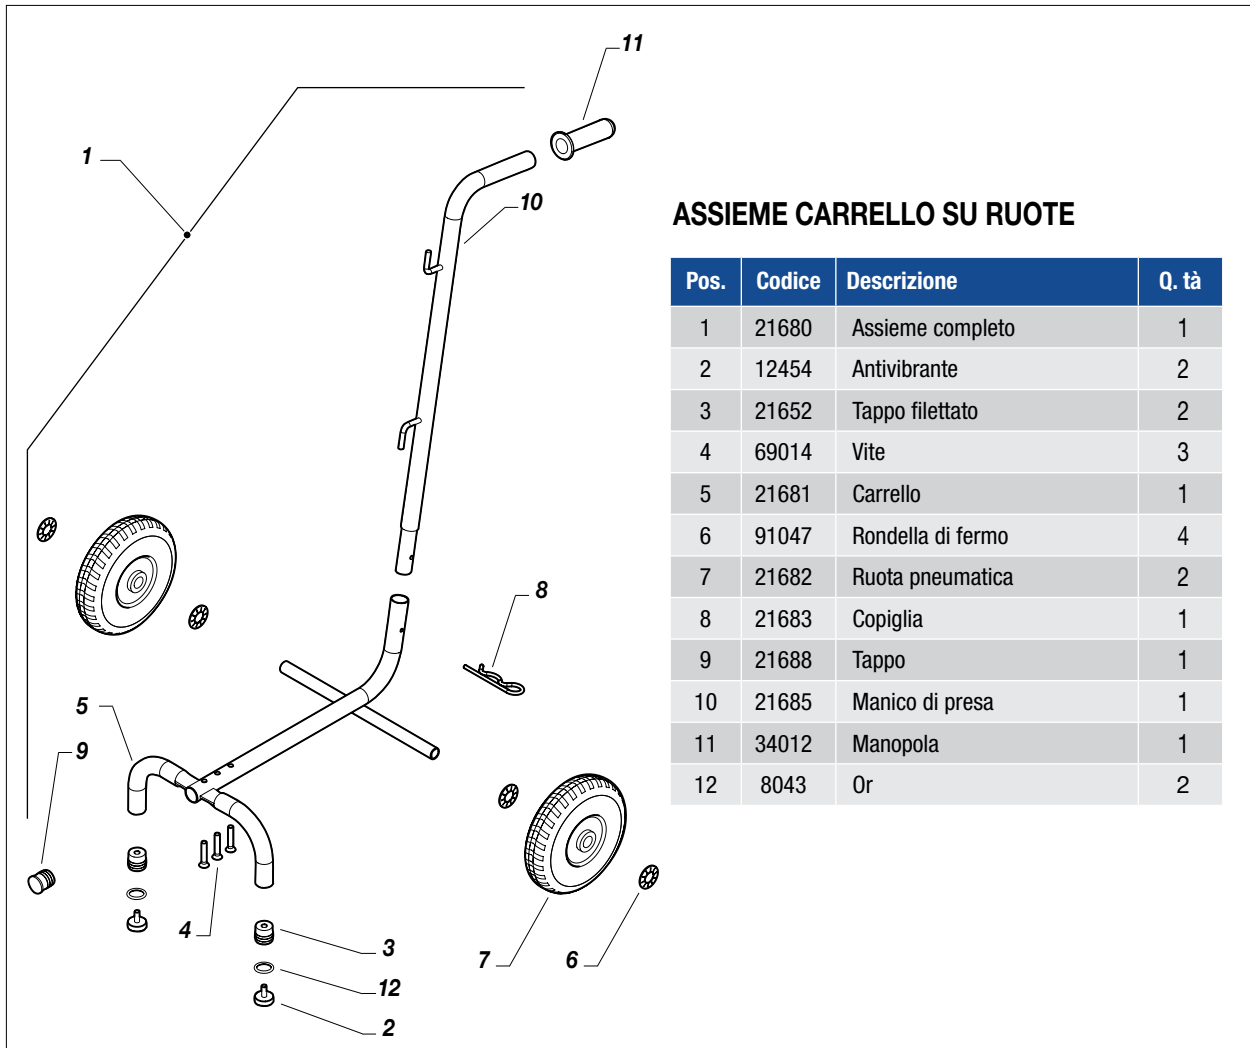 11
1
10
ASSIEME CARRELLO SU RUOTE
Pos. Codice Descrizione Q. tà
1 21680 Assieme completo 1
2 12454 Antivibrante 2
3 21652 Tappo filettato 2
4 69014 Vite 3
5 21681 Carrello 1
6 91047 Rondella di fermo 4
7 21682 Ruota pneumatica 2
8 21683 Copiglia 1
9 21688 Tappo 1
10 21685 Manico di presa 1
11 34012 Manopola 1
12 8043 Or 2
8
5
9
4
3
7
6
12
2